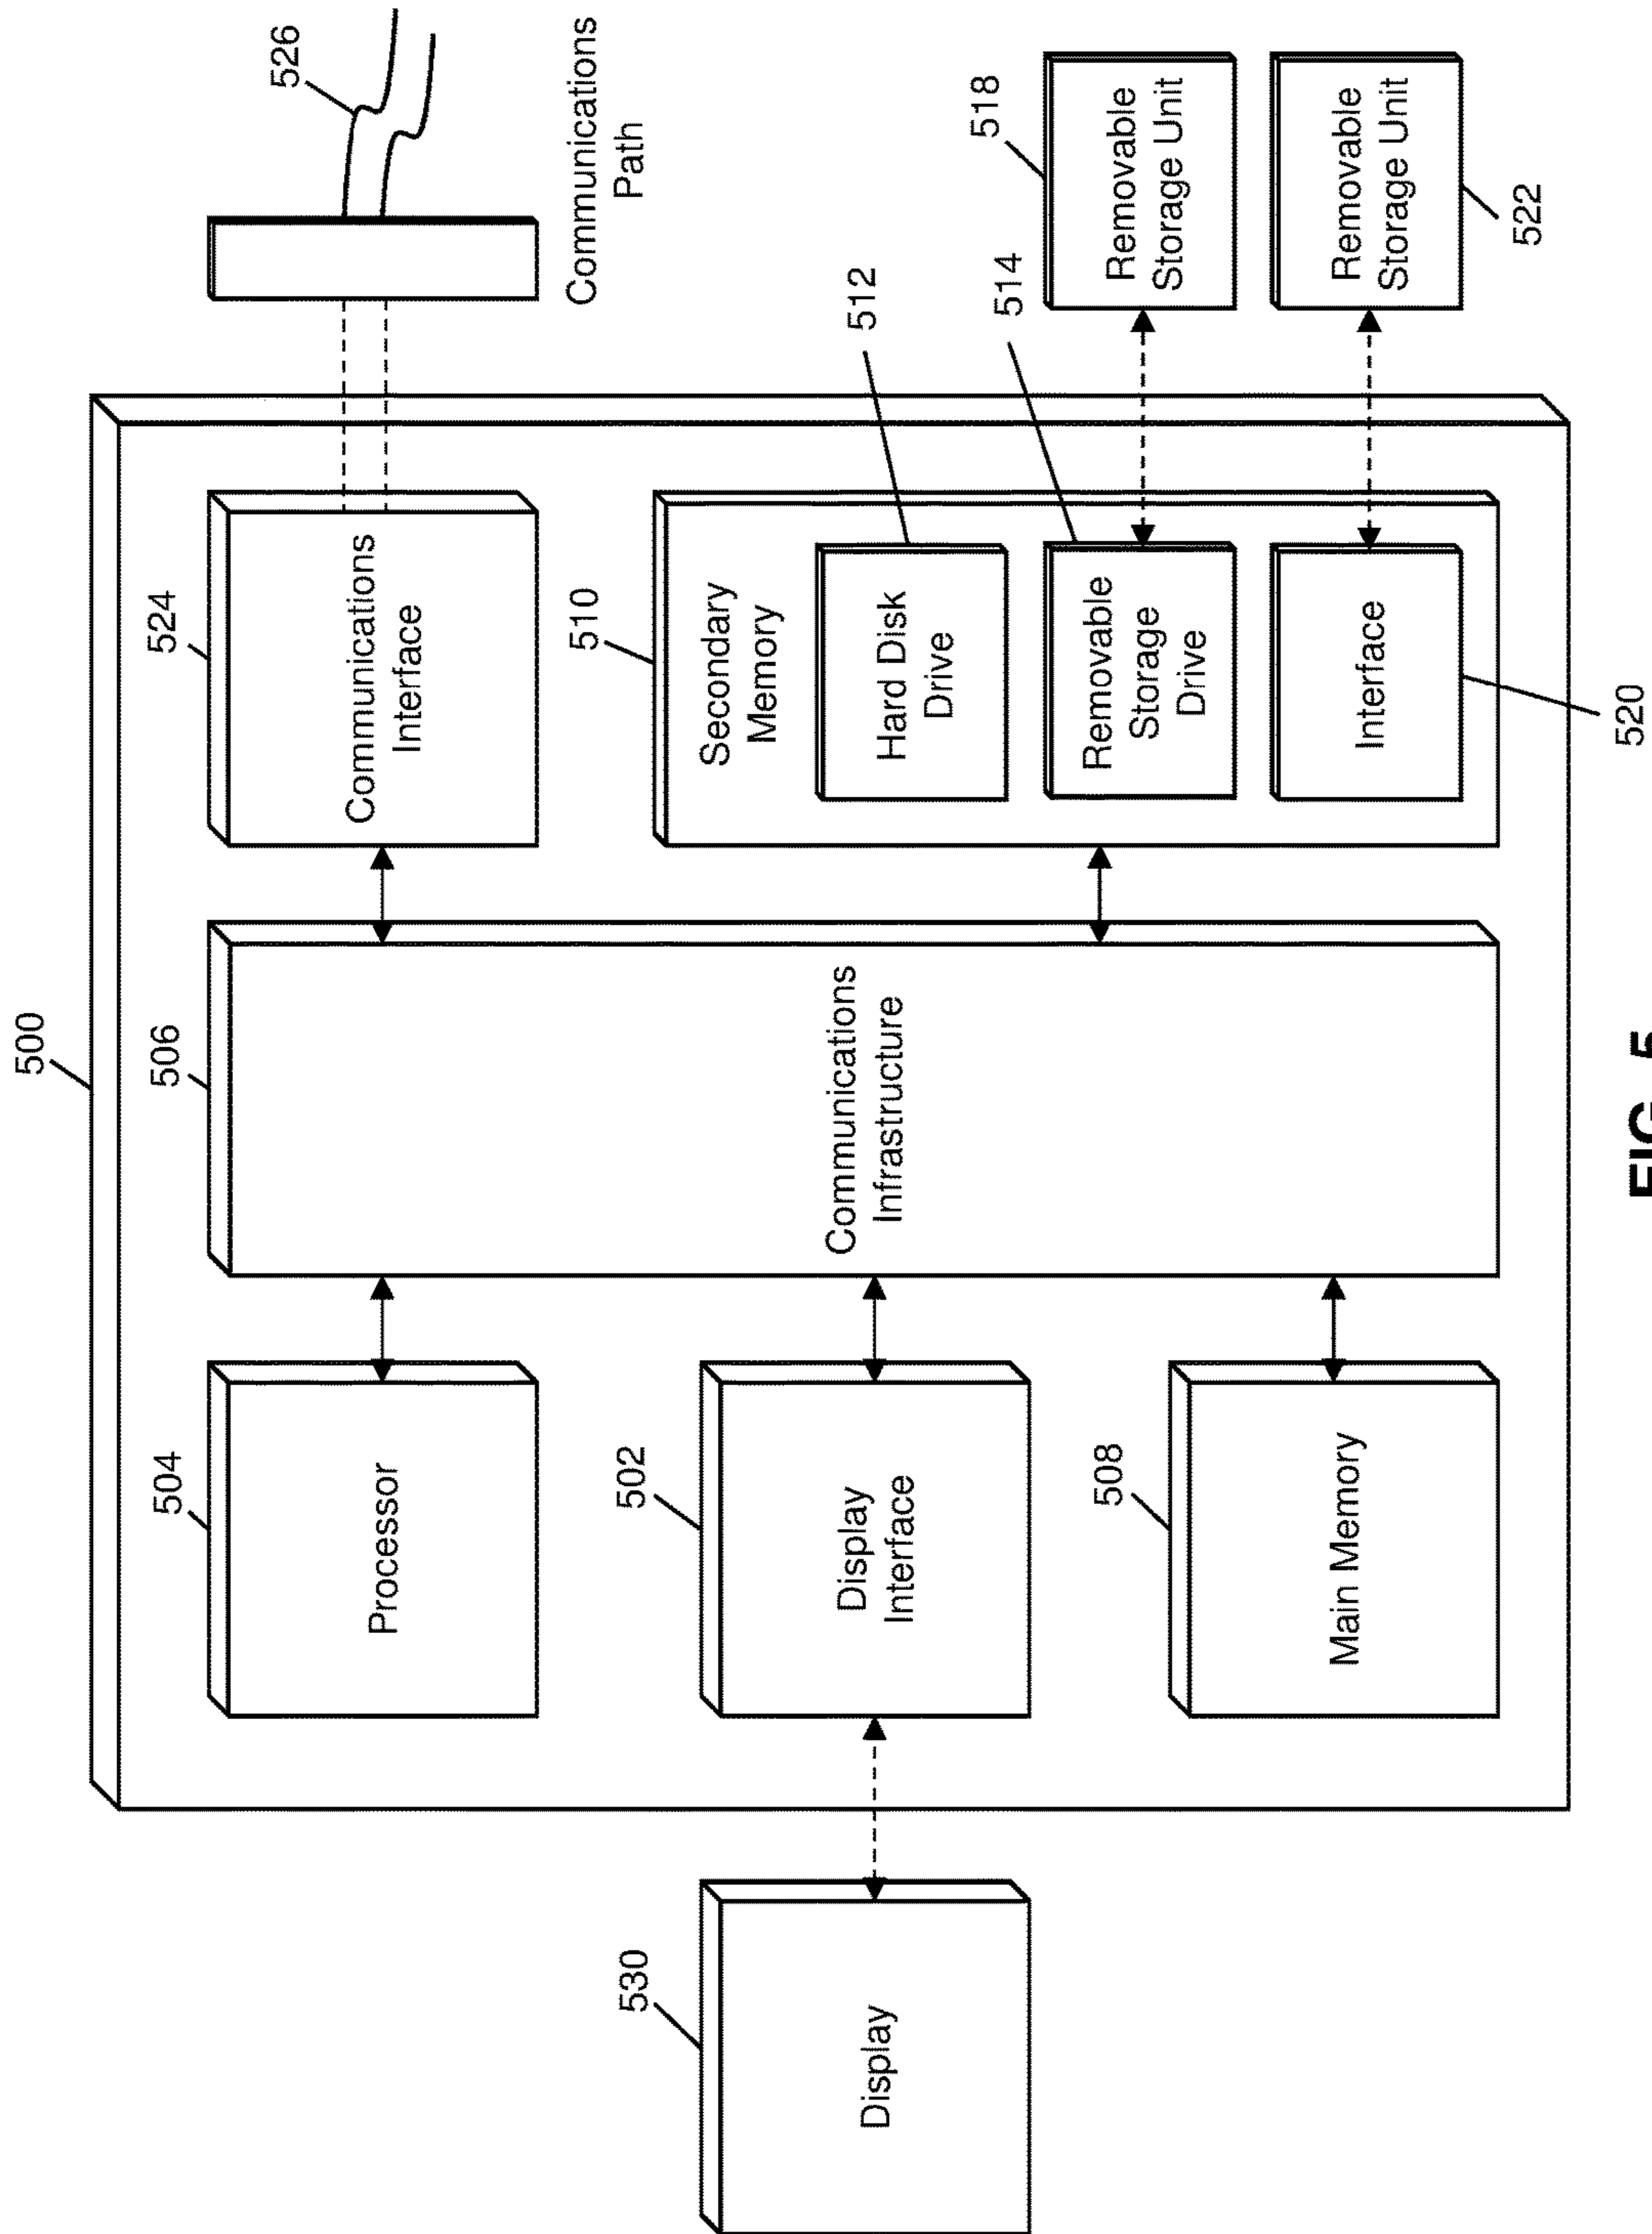 500
504
Processor
506
524
Communications
Interface
526
Communications
Path
530
Display
502
Display
Interface
Communications
Infrastructure
510
Secondary
Memory
512
Hard Disk
Drive
508
Main Memory
514
Removable
Storage
Drive
518
Removable
Storage Unit
Interface
520
Removable
Storage Unit
522
FIG. 5